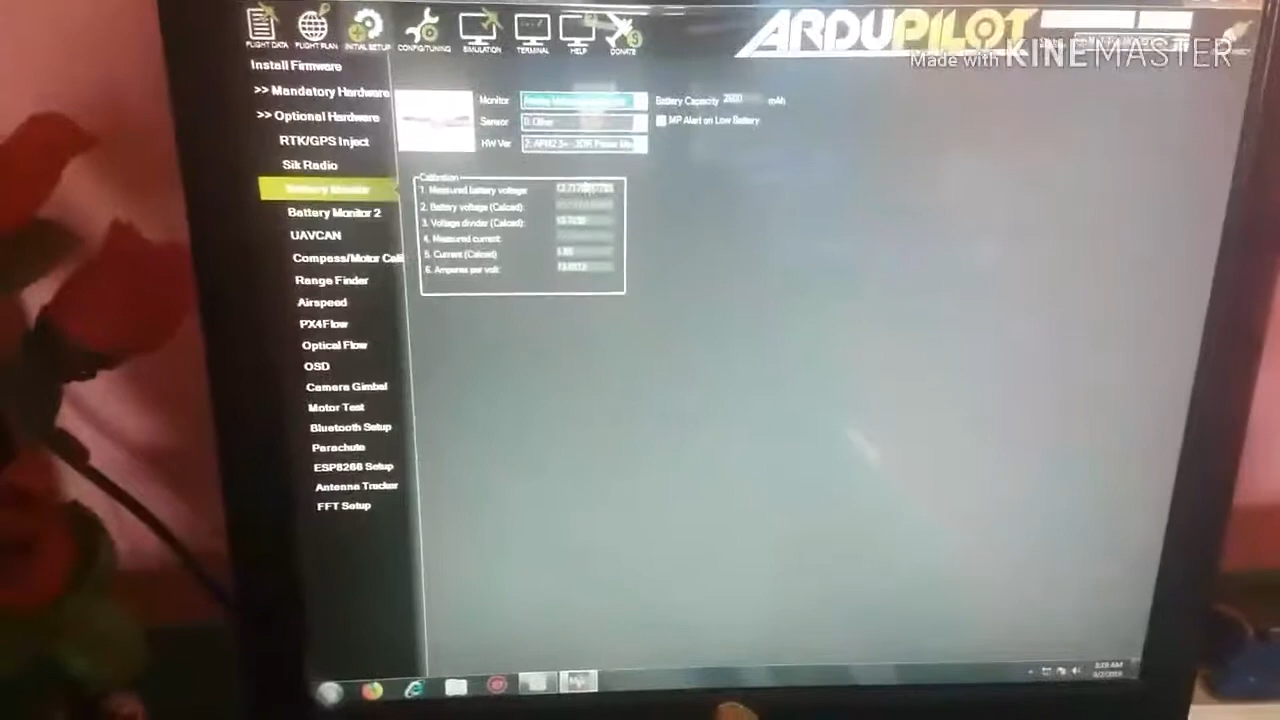 FLIGHT DATA FLIGHT PLAN INITIAL SETUP CONFIG/TUNING SIMULATION TERMINAL HELP DONATE
ARDUPILOT
Made with KINEMASTER
Install Firmware
>> Mandatory Hardware
>> Optional Hardware
RTK/GPS Inject
Sik Radio
Battery Monitor
Battery Monitor 2
UAVCAN
Compass/Motor Cali
Range Finder
Airspeed
PX4Flow
Optical Flow
OSD
Camera Gimbal
Motor Test
Bluetooth Setup
Parachute
ESP8266 Setup
Antenna Tracker
FFT Setup
Monitor
Battery Capacity mAh
Sensor 0: Other
MP Alert on Low Battery
HW Ver
Calibration
1. Measured battery voltage:
2. Battery voltage (Calced):
3. Voltage divider (Calced):
4. Measured current:
5. Current (Calced)
6. Amperes per volt: